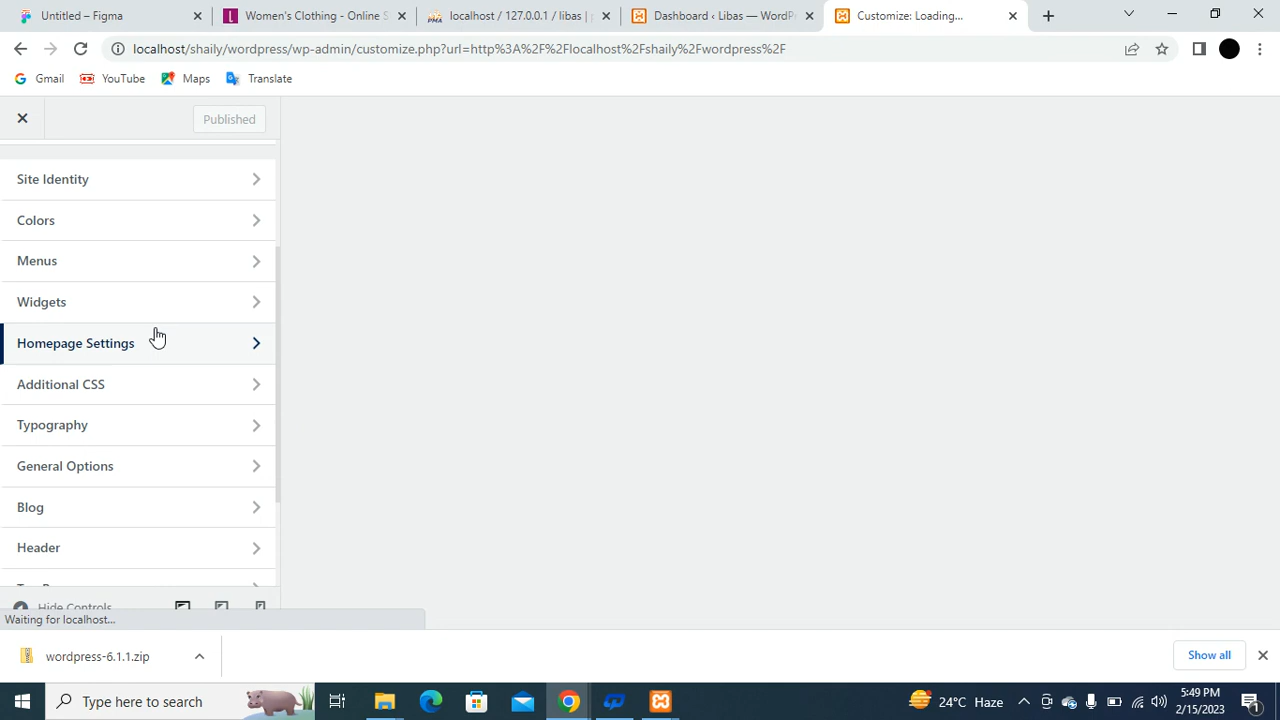 Untitled – Figma
Women's Clothing - Online S
localhost / 127.0.0.1 / libas | p
Dashboard ‹ Libas — WordPr
Customize: Loading...
localhost/shaily/wordpress/wp-admin/customize.php?url=http%3A%2F%2Flocalhost%2Fshaily%2Fwordpress%2F
Gmail
YouTube
Maps
Translate
Published
Site Identity
Colors
Menus
Widgets
Homepage Settings
Additional CSS
Typography
General Options
Blog
Header
Hide Controls
Waiting for localhost...
wordpress-6.1.1.zip
Show all
Type here to search
24°C Haze
5:49 PM
2/15/2023
1